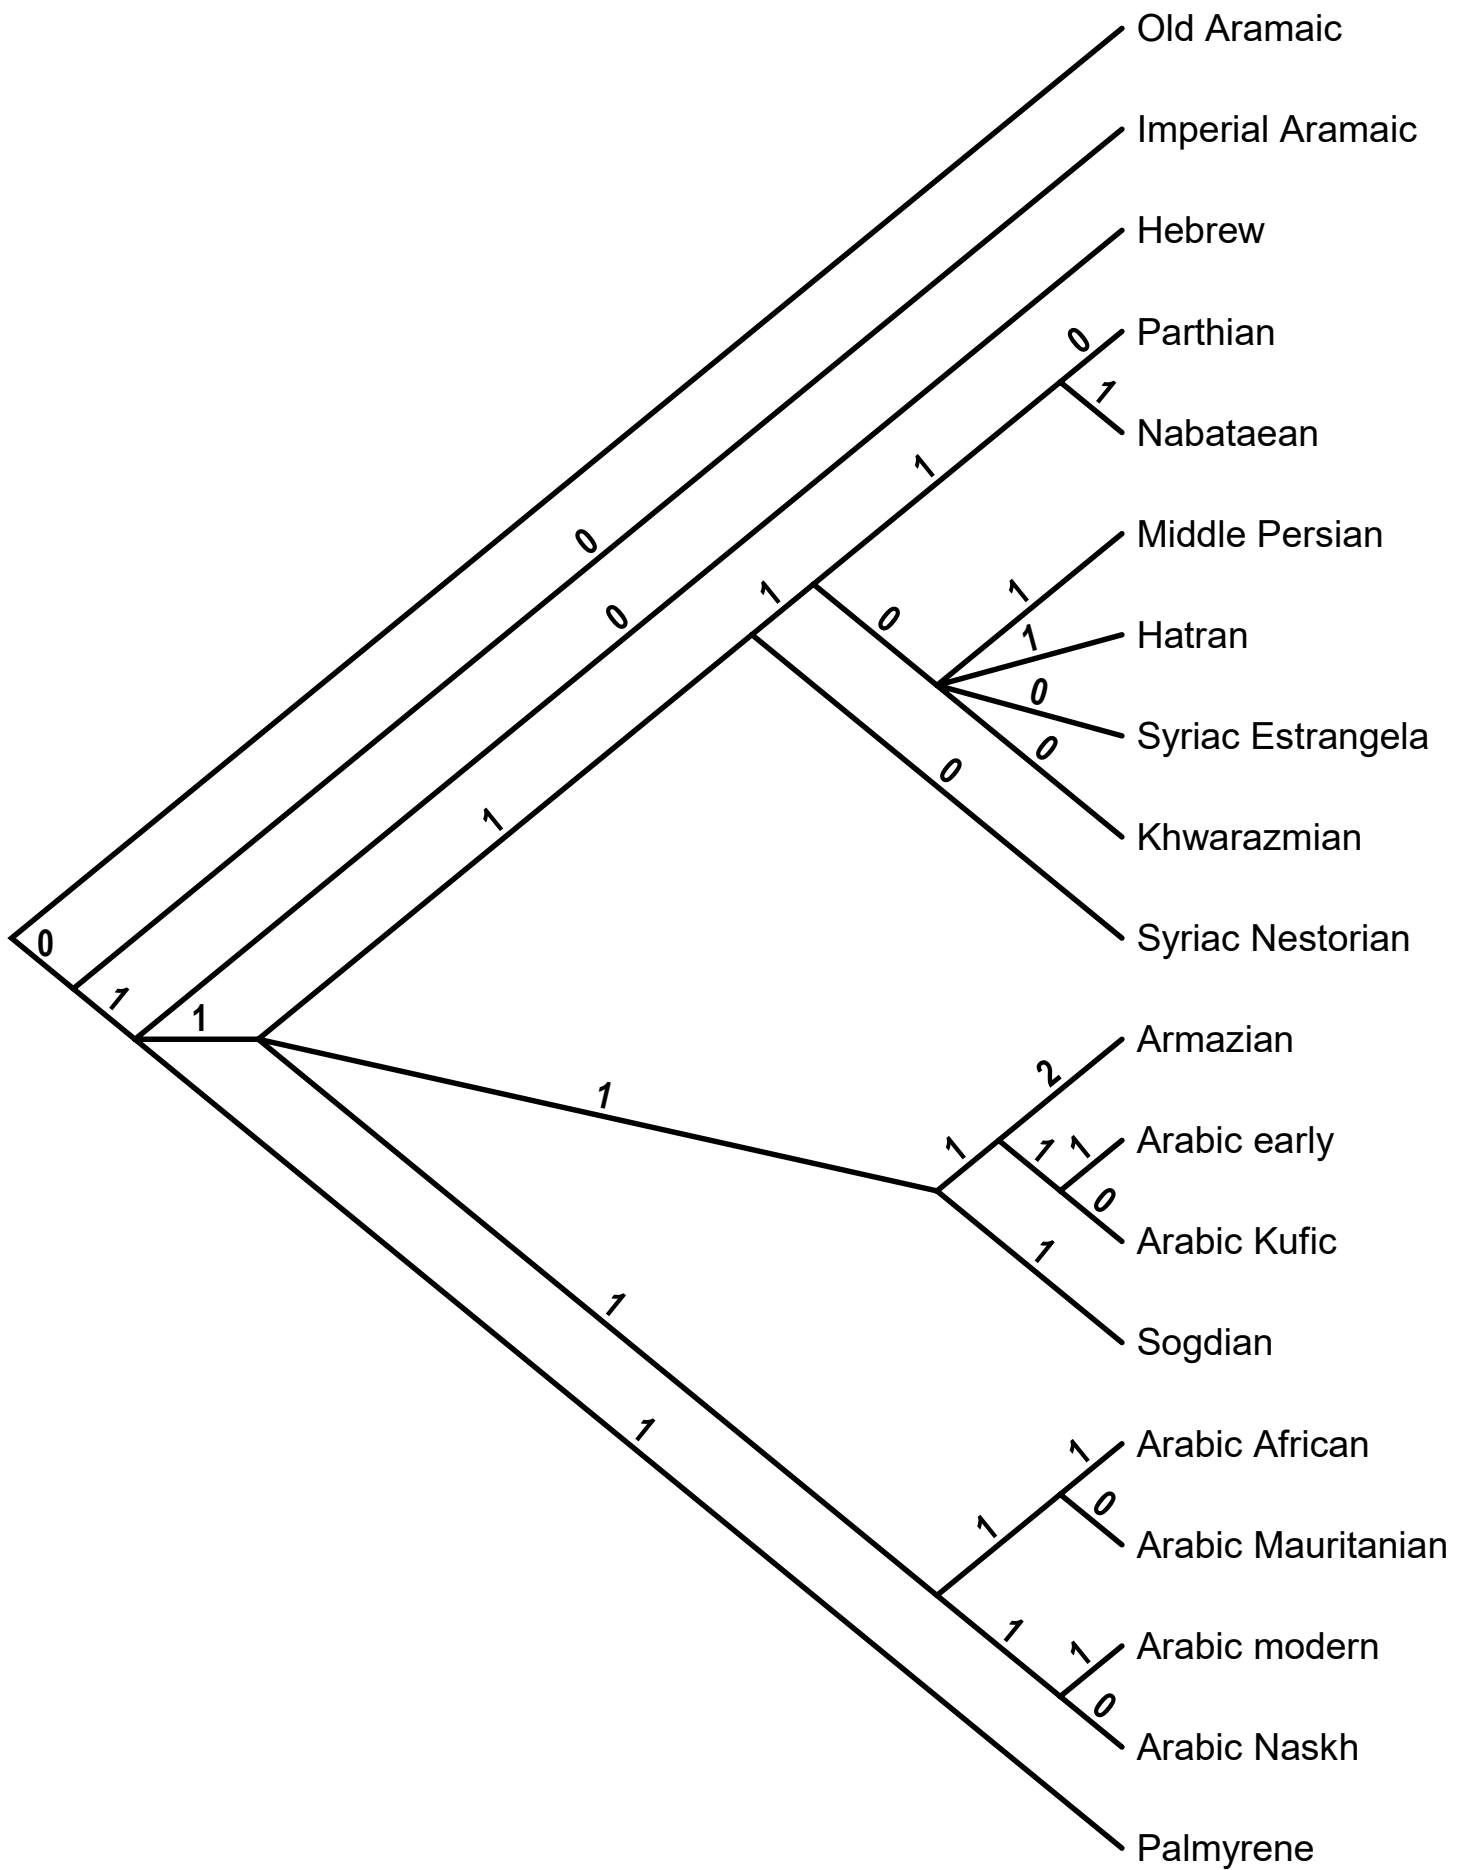 Old Aramaic
Imperial Aramaic
Hebrew
0
Parthian
1
Nabataean
1
Middle Persian
0
1
1
0
0
1
Hatran
0
Syriac Estrangela
0
0
Khwarazmian
1
Syriac Nestorian
0
1
1
Armazian
2
1
1
1
1
Arabic early
0
Arabic Kufic
1
1
Sogdian
1
1
Arabic African
0
1
Arabic Mauritanian
1
1
Arabic modern
0
Arabic Naskh
Palmyrene